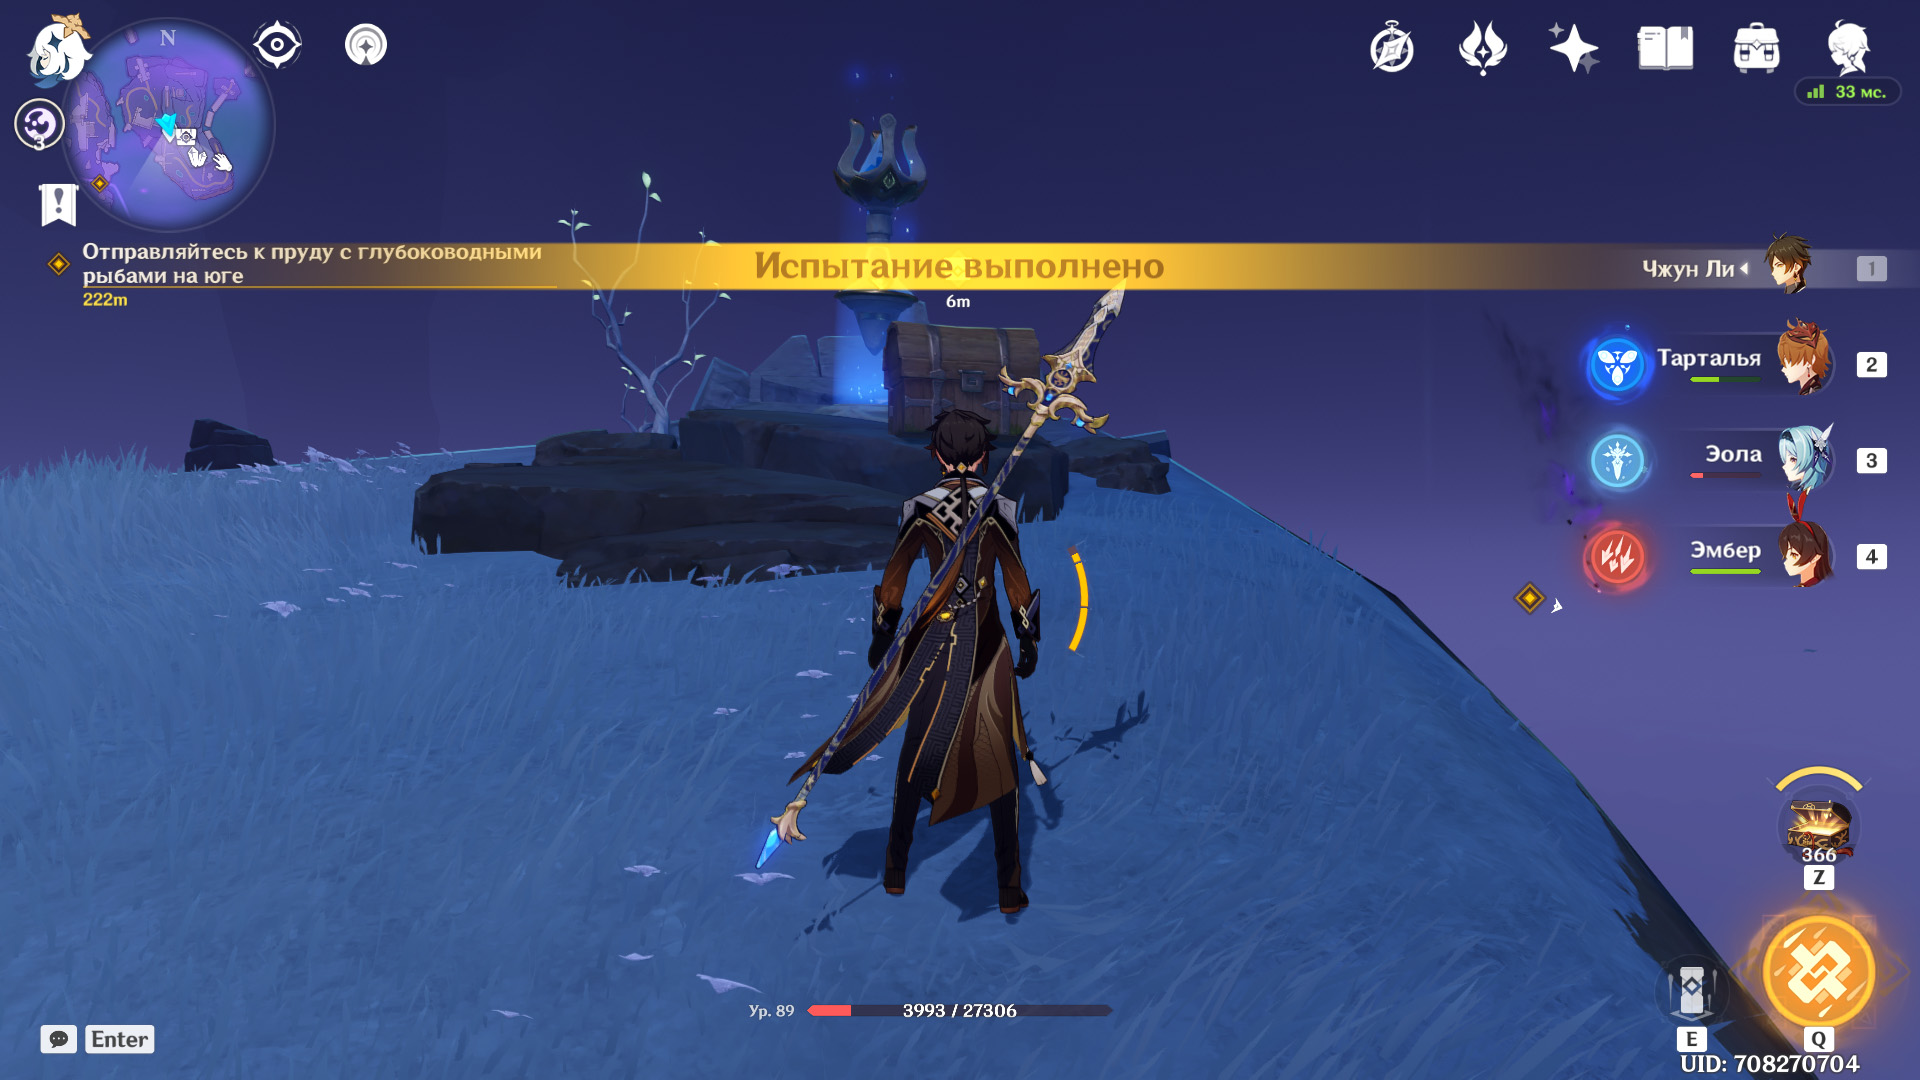 N
33 мс.
3
Отправляйтесь к пруду с глубоководными
рыбами на юге
222m
Испытание выполнено
6m
Чжун Ли
1
Тарталья
2
Эола
3
Эмбер
4
366
Z
Ур. 89
3993 / 27306
Enter
E
Q
UID: 708270704